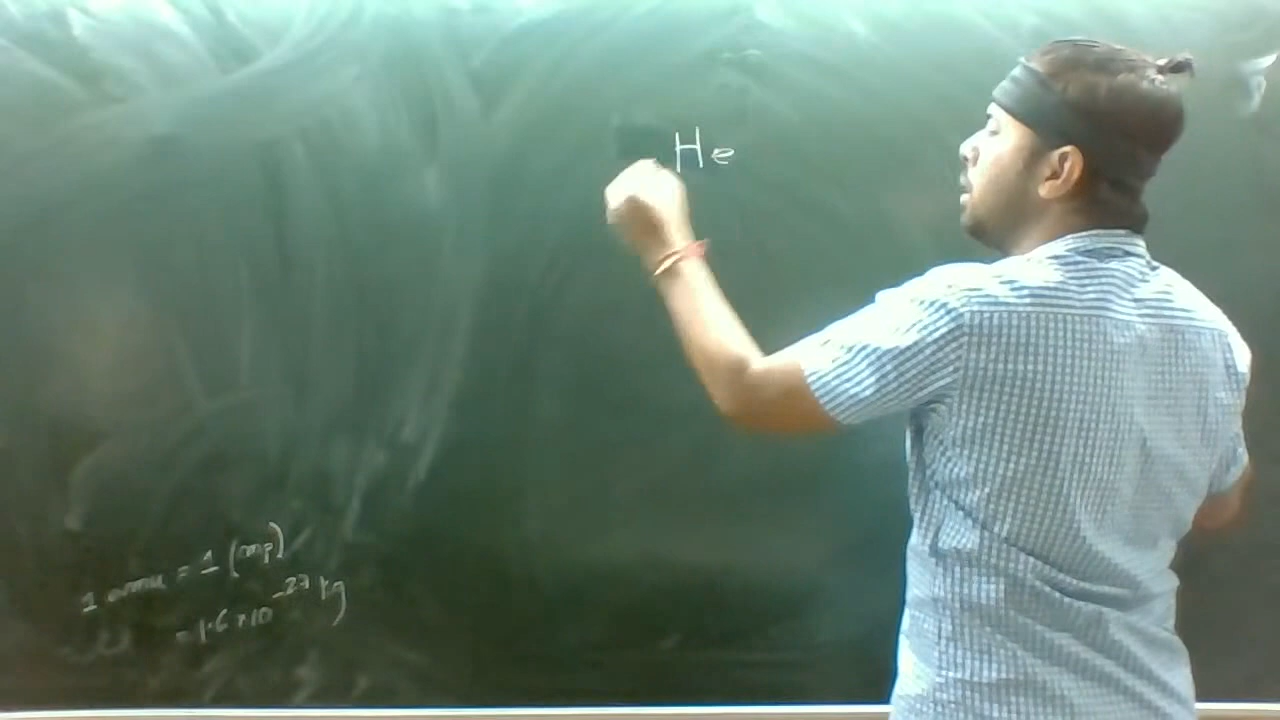 He
1 amu = 1 (mp)
= 1.6 × 10⁻²⁷ kg